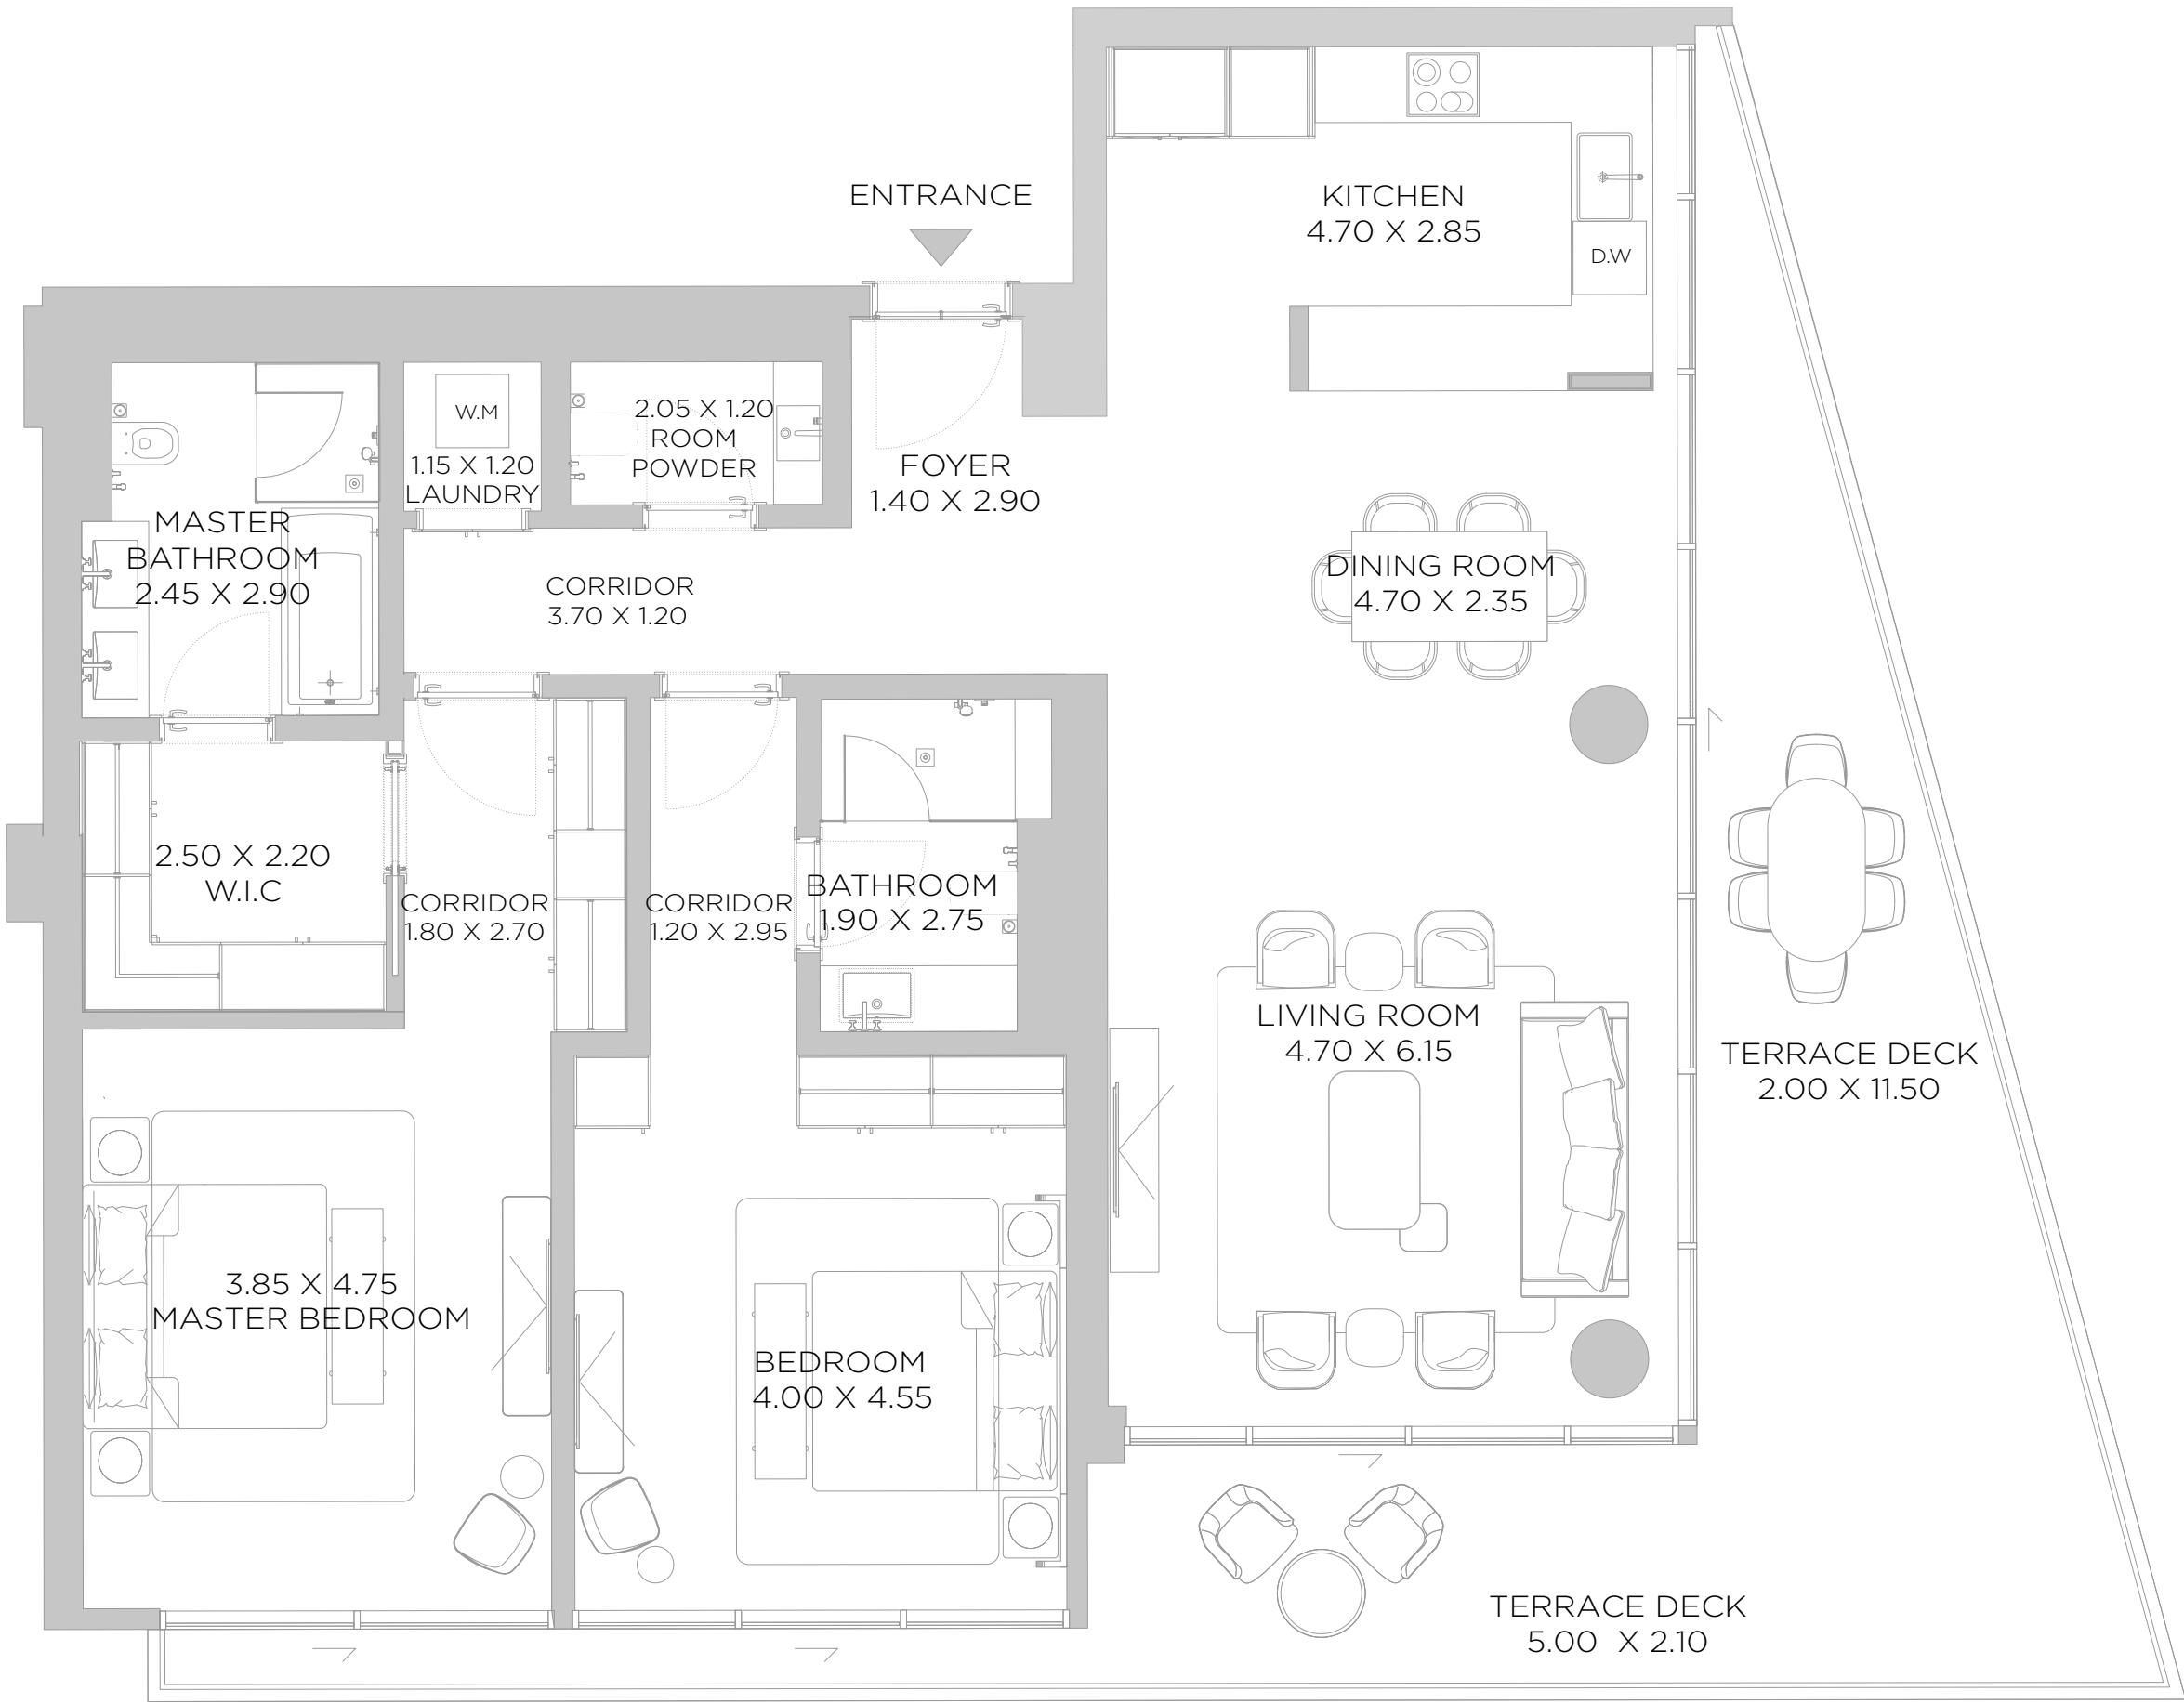 ENTRANCE
KITCHEN
4.70 X 2.85
D.W
W.M
1.15 X 1.20
LAUNDRY
2.05 X 1.20
ROOM
POWDER
FOYER
1.40 X 2.90
MASTER
BATHROOM
2.45 X 2.90
CORRIDOR
3.70 X 1.20
DINING ROOM
4.70 X 2.35
2.50 X 2.20
W.I.C
CORRIDOR
1.80 X 2.70
CORRIDOR
1.20 X 2.95
BATHROOM
1.90 X 2.75
LIVING ROOM
4.70 X 6.15
TERRACE DECK
2.00 X 11.50
3.85 X 4.75
MASTER BEDROOM
BEDROOM
4.00 X 4.55
TERRACE DECK
5.00 X 2.10